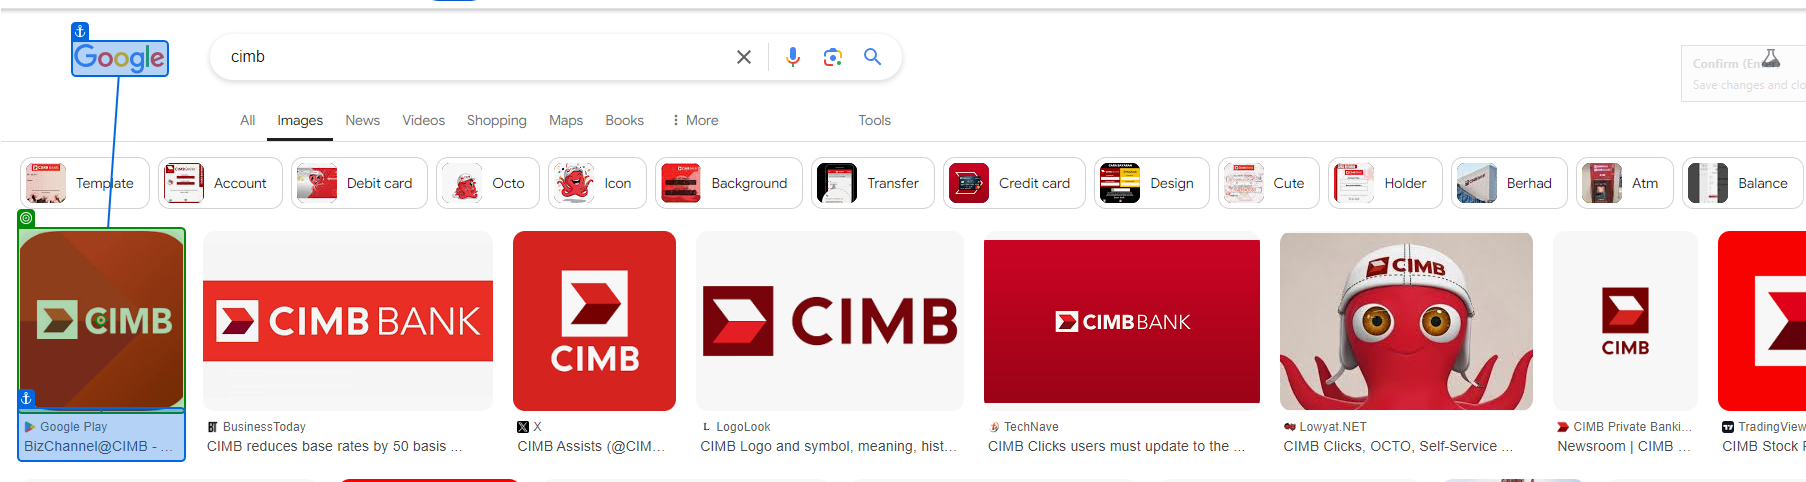 Google
cimb
Confirm (En
Save changes and clo
All Images News Videos Shopping Maps Books More Tools
Template Account Debit card Octo Icon Background Transfer Credit card Design Cute Holder Berhad Atm Balance
CIMB
CIMB BANK
CIMB
CIMB
CIMB BANK
CIMB
CIMB
Google Play
BizChannel@CIMB - ...
BusinessToday
CIMB reduces base rates by 50 basis ...
X
CIMB Assists (@CIM...
LogoLook
CIMB Logo and symbol, meaning, hist...
TechNave
CIMB Clicks users must update to the ...
Lowyat.NET
CIMB Clicks, OCTO, Self-Service ...
CIMB Private Banki...
Newsroom | CIMB ...
TradingView
CIMB Stock